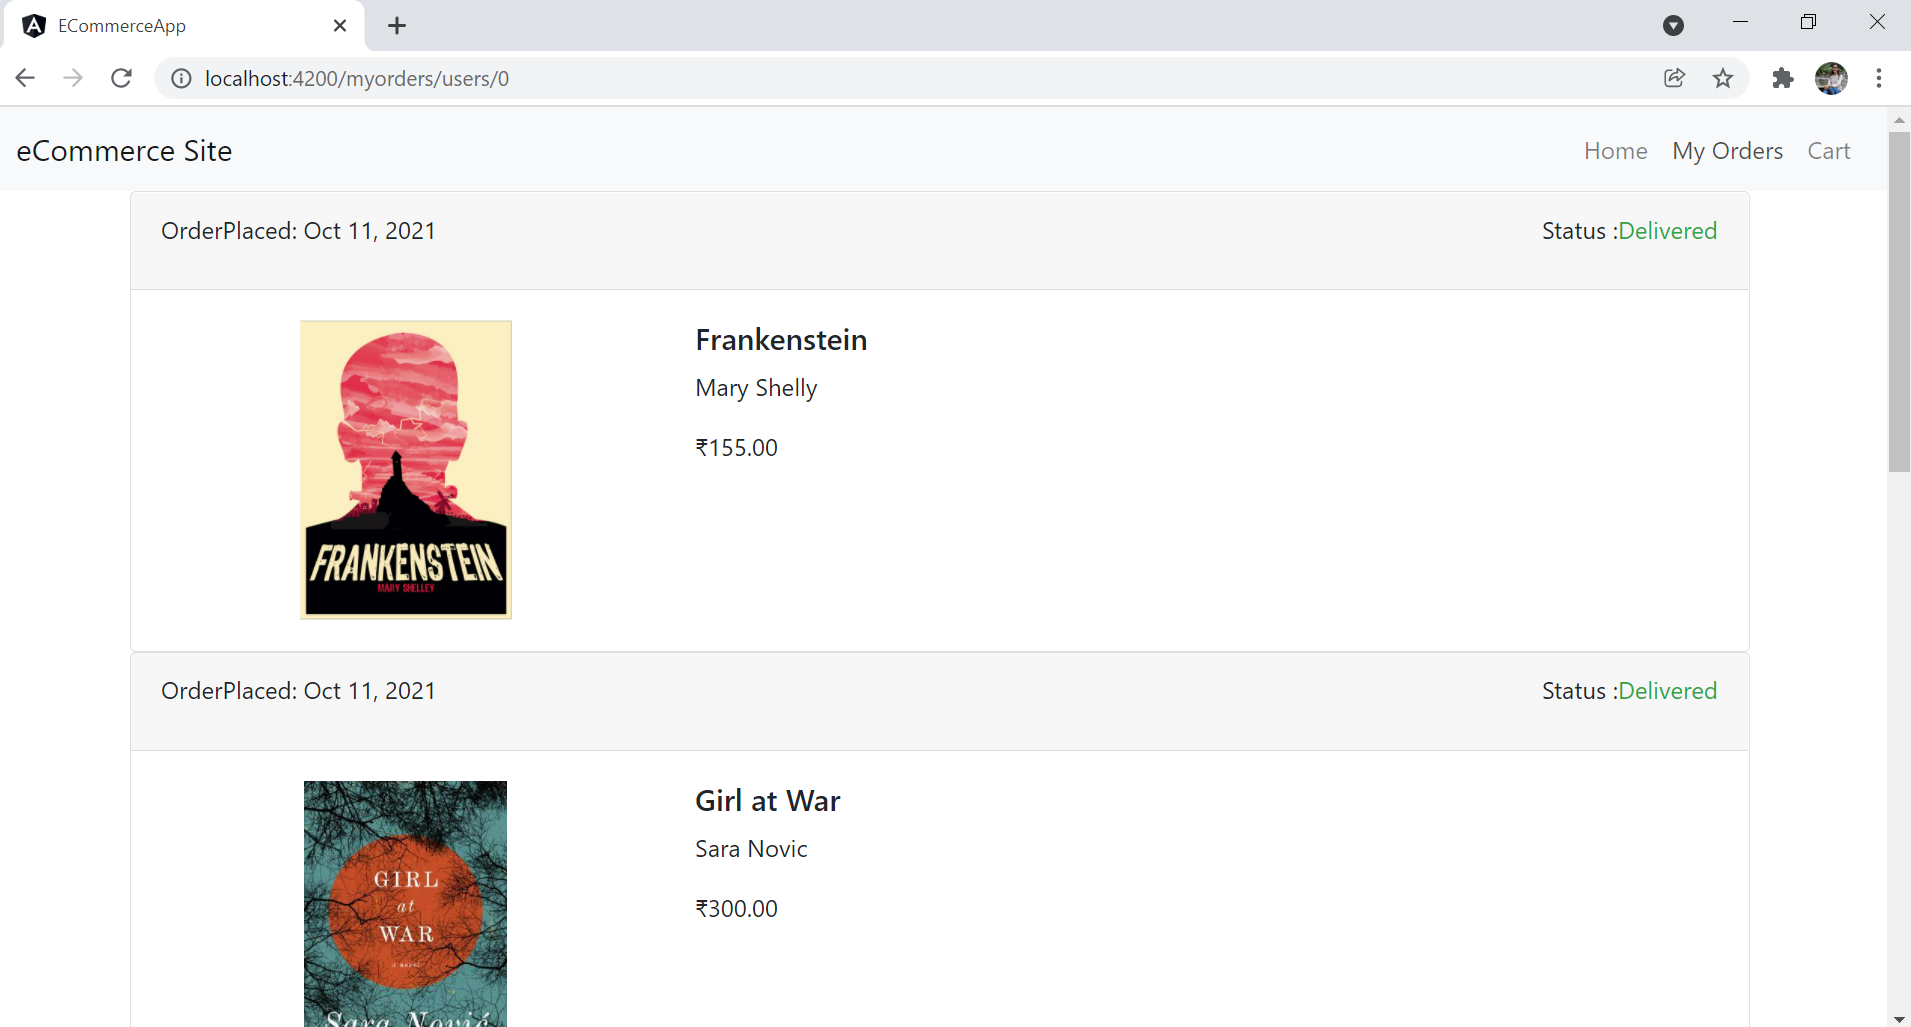 ECommerceApp
localhost:4200/myorders/users/0
eCommerce Site
Home My Orders Cart
OrderPlaced: Oct 11, 2021
Status :Delivered
FRANKENSTEIN
MARY SHELLEY
Frankenstein
Mary Shelly
₹155.00
OrderPlaced: Oct 11, 2021
Status :Delivered
GIRL
at
WAR
a novel
Sara Nović
Girl at War
Sara Novic
₹300.00